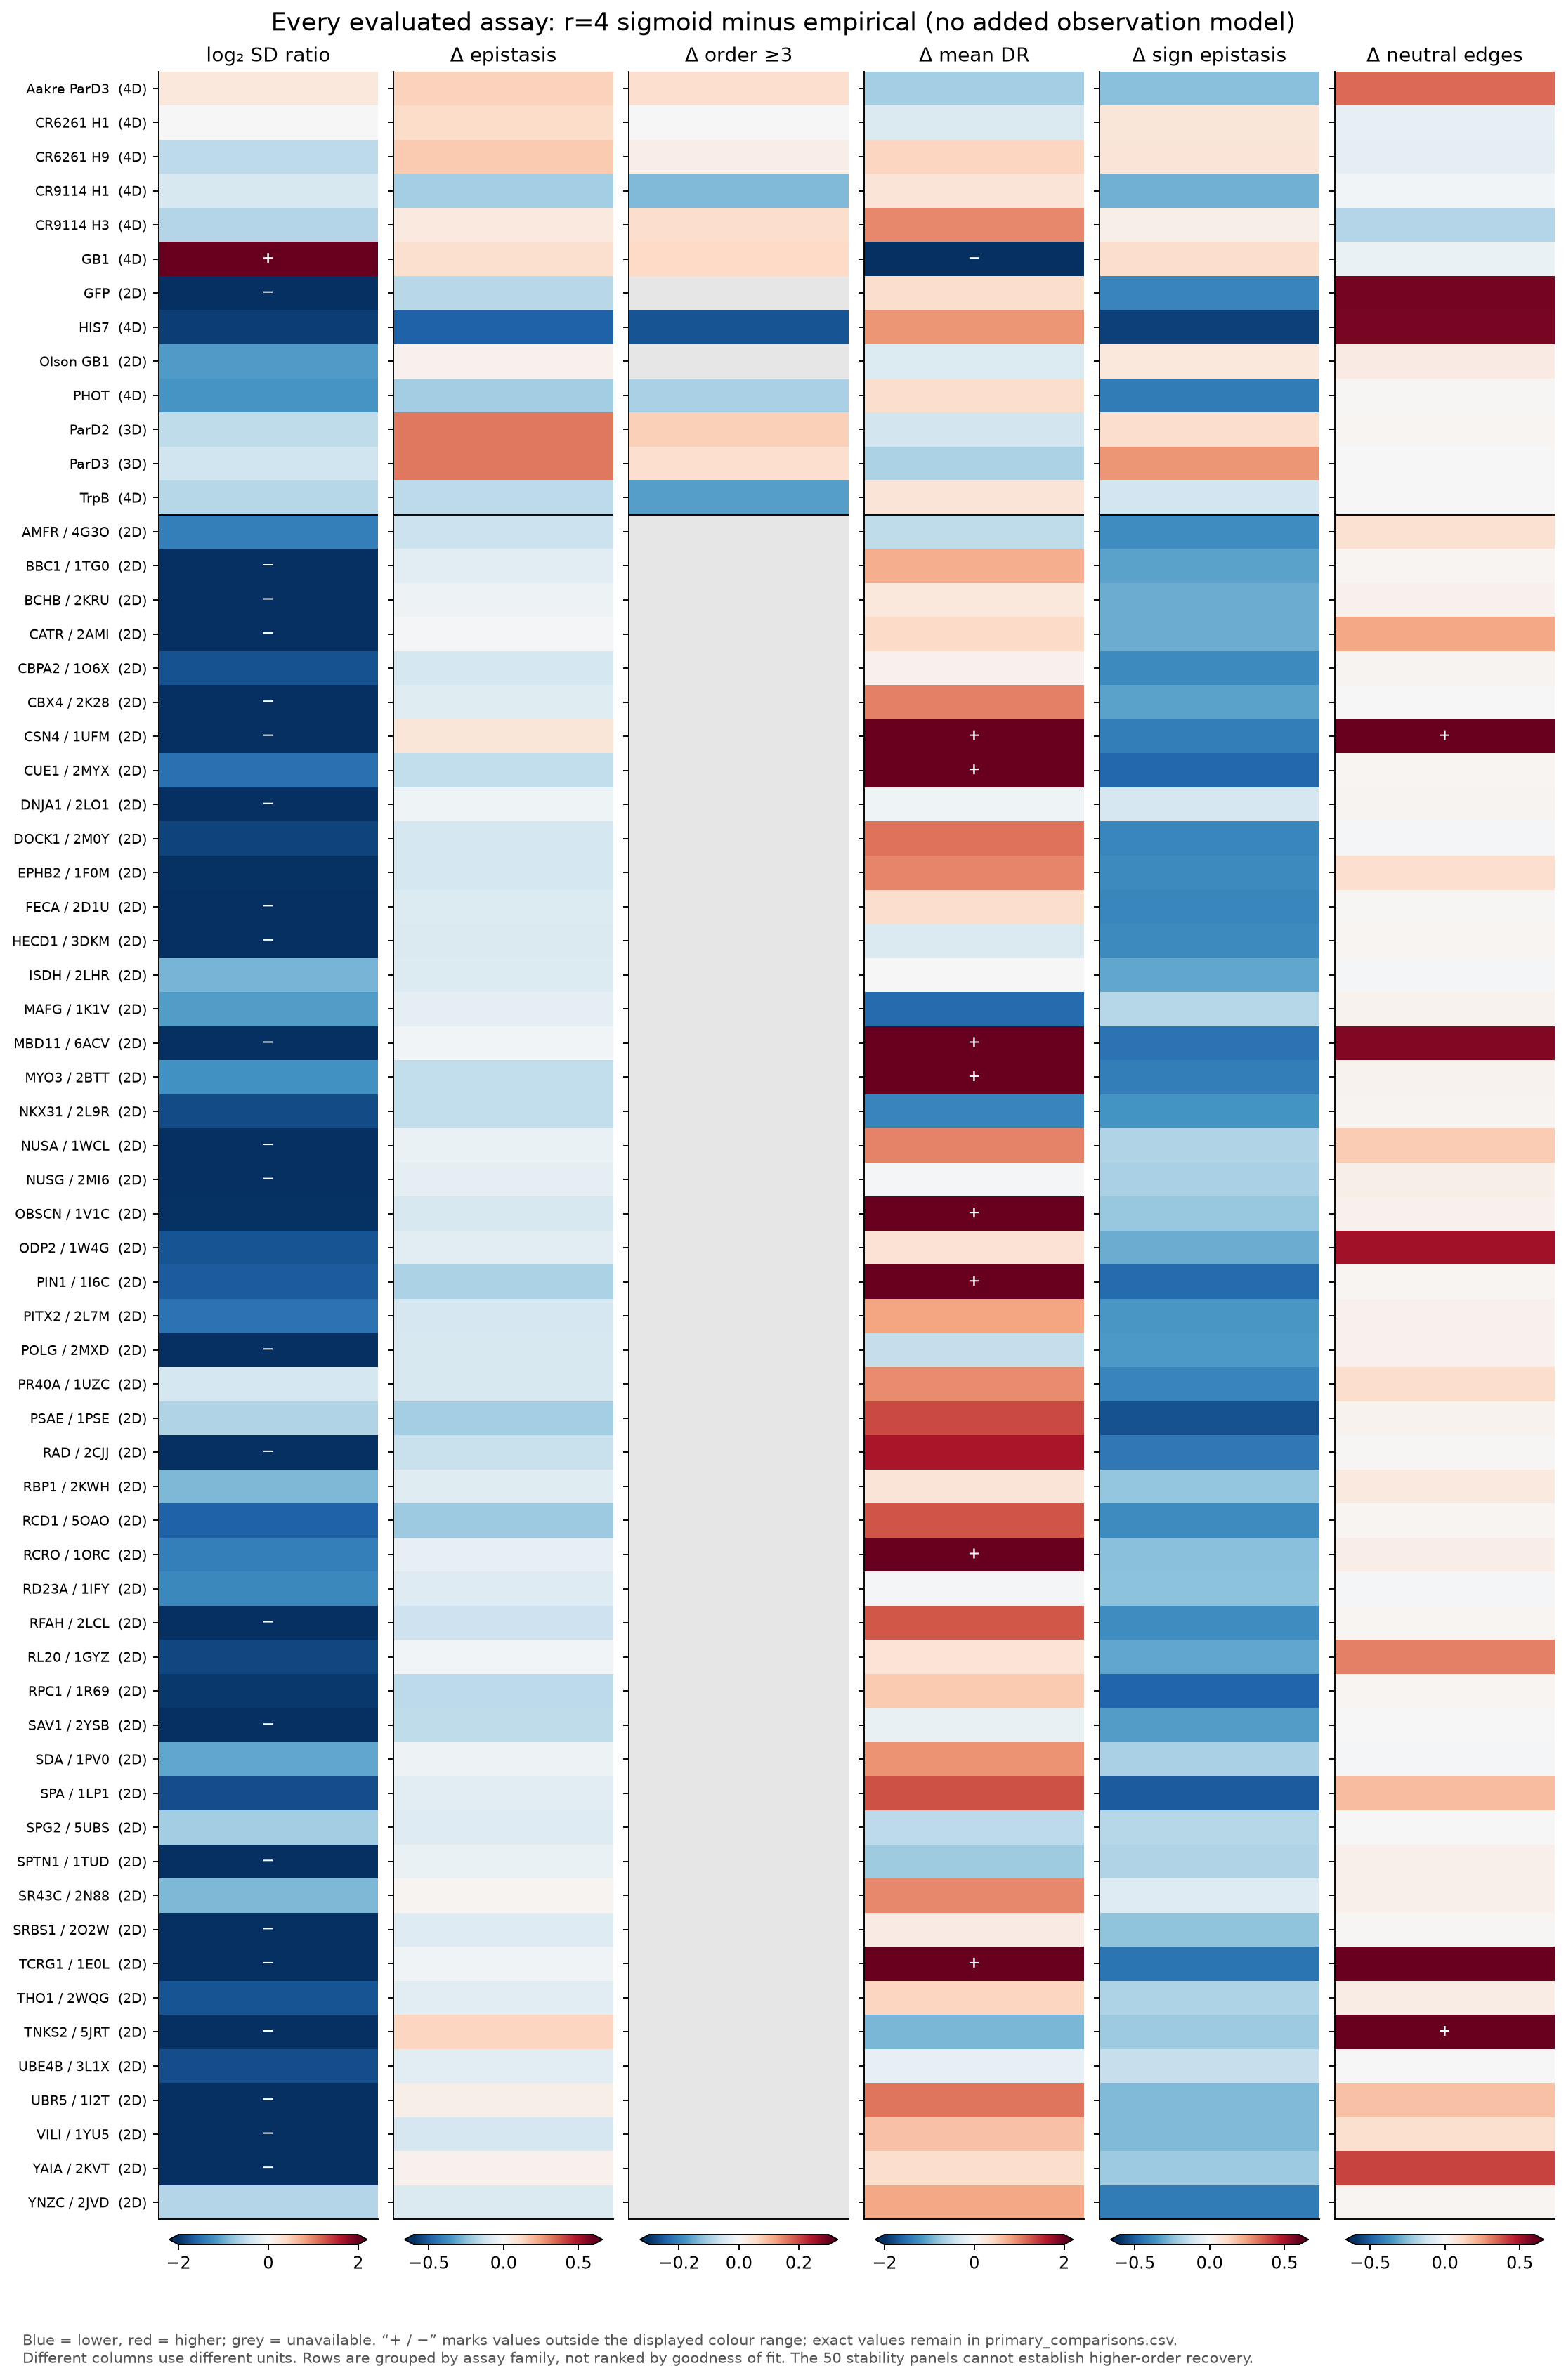 Every evaluated assay: r=4 sigmoid minus empirical (no added observation model)
log₂ SD ratio
Δ epistasis
Δ order ≥3
Δ mean DR
Δ sign epistasis
Δ neutral edges
Aakre ParD3 (4D)
CR6261 H1 (4D)
CR6261 H9 (4D)
CR9114 H1 (4D)
CR9114 H3 (4D)
GB1 (4D)
+
−
GFP (2D)
−
HIS7 (4D)
Olson GB1 (2D)
PHOT (4D)
ParD2 (3D)
ParD3 (3D)
TrpB (4D)
AMFR / 4G3O (2D)
BBC1 / 1TG0 (2D)
−
BCHB / 2KRU (2D)
−
CATR / 2AMI (2D)
−
CBPA2 / 1O6X (2D)
CBX4 / 2K28 (2D)
−
CSN4 / 1UFM (2D)
−
+
+
CUE1 / 2MYX (2D)
+
DNJA1 / 2LO1 (2D)
−
DOCK1 / 2M0Y (2D)
EPHB2 / 1F0M (2D)
FECA / 2D1U (2D)
−
HECD1 / 3DKM (2D)
−
ISDH / 2LHR (2D)
MAFG / 1K1V (2D)
MBD11 / 6ACV (2D)
−
+
MYO3 / 2BTT (2D)
+
NKX31 / 2L9R (2D)
NUSA / 1WCL (2D)
−
NUSG / 2MI6 (2D)
−
OBSCN / 1V1C (2D)
+
ODP2 / 1W4G (2D)
PIN1 / 1I6C (2D)
+
PITX2 / 2L7M (2D)
POLG / 2MXD (2D)
−
PR40A / 1UZC (2D)
PSAE / 1PSE (2D)
RAD / 2CJJ (2D)
−
RBP1 / 2KWH (2D)
RCD1 / 5OAO (2D)
RCRO / 1ORC (2D)
+
RD23A / 1IFY (2D)
RFAH / 2LCL (2D)
−
RL20 / 1GYZ (2D)
RPC1 / 1R69 (2D)
SAV1 / 2YSB (2D)
−
SDA / 1PV0 (2D)
SPA / 1LP1 (2D)
SPG2 / 5UBS (2D)
SPTN1 / 1TUD (2D)
−
SR43C / 2N88 (2D)
SRBS1 / 2O2W (2D)
−
TCRG1 / 1E0L (2D)
−
+
THO1 / 2WQG (2D)
TNKS2 / 5JRT (2D)
−
+
UBE4B / 3L1X (2D)
UBR5 / 1I2T (2D)
−
VILI / 1YU5 (2D)
−
YAIA / 2KVT (2D)
−
YNZC / 2JVD (2D)
−2 0 2
−0.5 0.0 0.5
−0.2 0.0 0.2
−2 0 2
−0.5 0.0 0.5
−0.5 0.0 0.5
Blue = lower, red = higher; grey = unavailable. “+ / −” marks values outside the displayed colour range; exact values remain in primary_comparisons.csv.
Different columns use different units. Rows are grouped by assay family, not ranked by goodness of fit. The 50 stability panels cannot establish higher-order recovery.